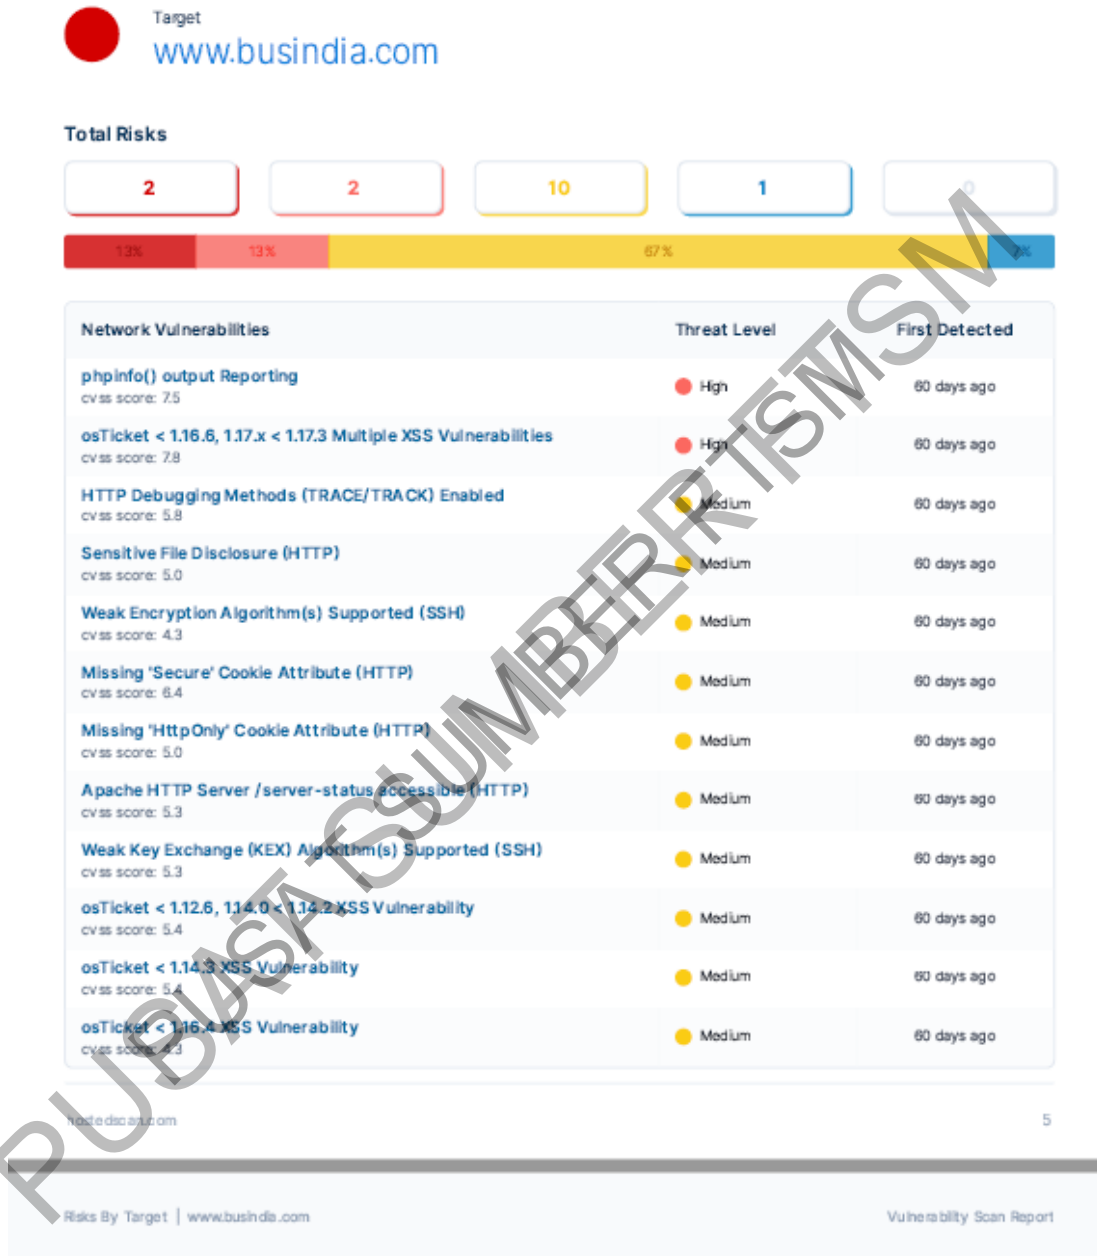 Target
www.busindia.com
Total Risks
2 2 10 1 0
13% 13% 67% 7%
Network Vulnerabilities Threat Level First Detected
phpinfo() output Reporting High 60 days ago
cvss score: 7.5
osTicket < 1.16.6, 1.17.x < 1.17.3 Multiple XSS Vulnerabilities High 60 days ago
cvss score: 7.8
HTTP Debugging Methods (TRACE/TRACK) Enabled Medium 60 days ago
cvss score: 5.8
Sensitive File Disclosure (HTTP) Medium 60 days ago
cvss score: 5.0
Weak Encryption Algorithm(s) Supported (SSH) Medium 60 days ago
cvss score: 4.3
Missing 'Secure' Cookie Attribute (HTTP) Medium 60 days ago
cvss score: 6.4
Missing 'HttpOnly' Cookie Attribute (HTTP) Medium 60 days ago
cvss score: 5.0
Apache HTTP Server /server-status accessible (HTTP) Medium 60 days ago
cvss score: 5.3
Weak Key Exchange (KEX) Algorithm(s) Supported (SSH) Medium 60 days ago
cvss score: 5.3
osTicket < 1.12.6, 1.14.0 < 1.14.2 XSS Vulnerability Medium 60 days ago
cvss score: 5.4
osTicket < 1.14.3 XSS Vulnerability Medium 60 days ago
cvss score: 5.4
osTicket < 1.16.4 XSS Vulnerability Medium 60 days ago
cvss score: 4.3
hostedscan.com 5
Risks By Target | www.busindia.com Vulnerability Scan Report